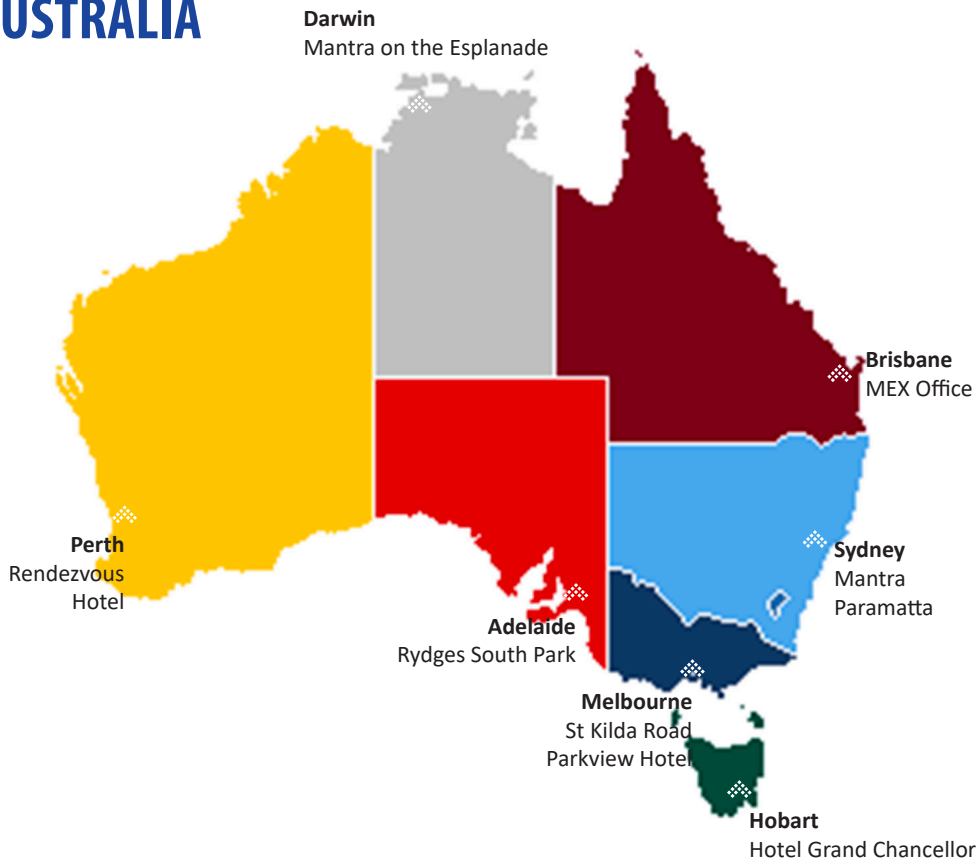 USTRALIA
Darwin
Mantra on the Esplanade
Brisbane
MEX Office
Perth
Rendezvous
Hotel
Sydney
Mantra
Paramatta
Adelaide
Rydges South Park
Melbourne
St Kilda Road
Parkview Hotel
Hobart
Hotel Grand Chancellor